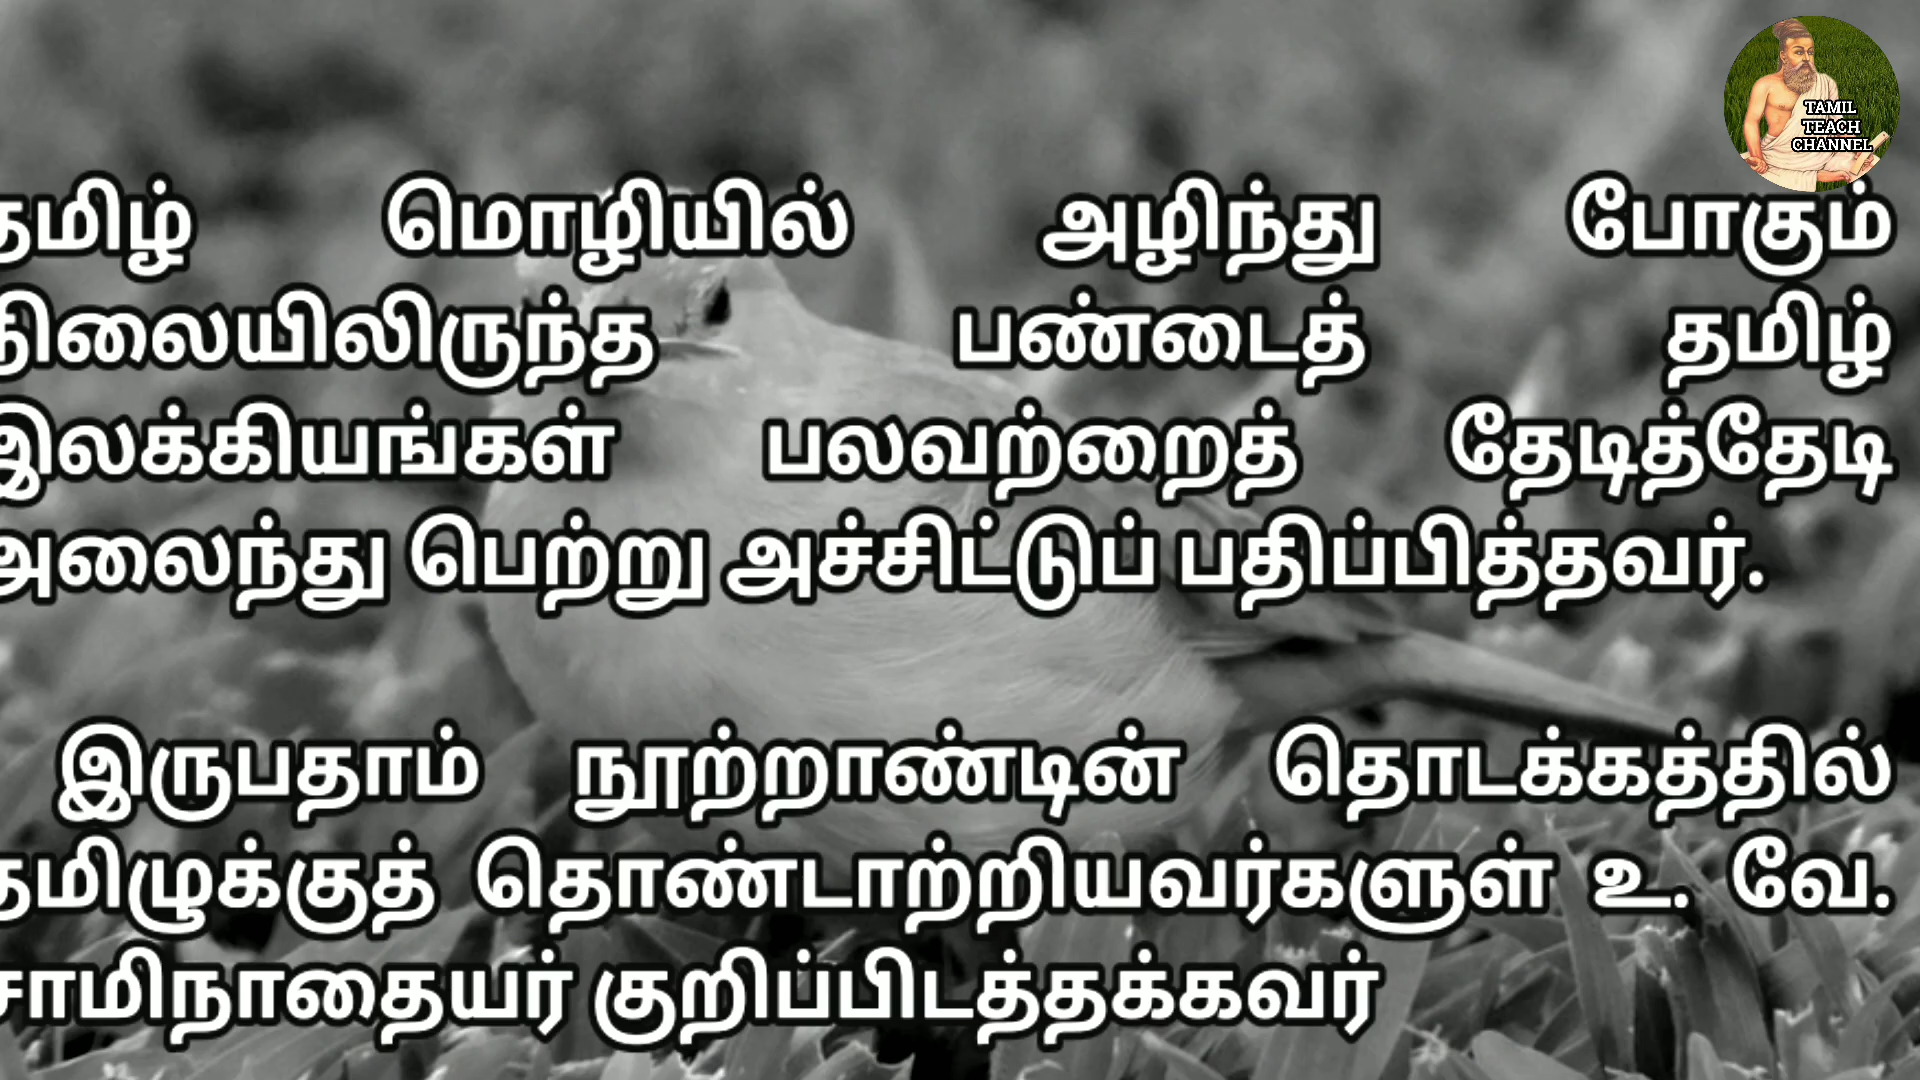 TAMIL
TEACH
CHANNEL
தமிழ் மொழியில் அழிந்து போகும்
நிலையிலிருந்த பண்டைத் தமிழ்
இலக்கியங்கள் பலவற்றைத் தேடித்தேடி
அலைந்து பெற்று அச்சிட்டுப் பதிப்பித்தவர்.
இருபதாம் நூற்றாண்டின் தொடக்கத்தில்
தமிழுக்குத் தொண்டாற்றியவர்களுள் உ. வே.
சாமிநாதையர் குறிப்பிடத்தக்கவர்